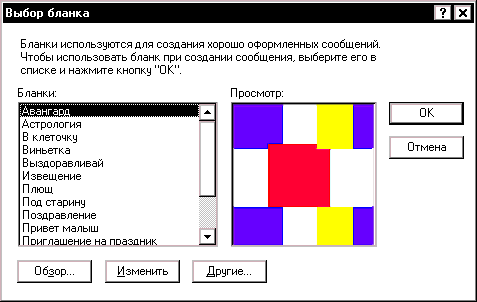 Выбор бланка
Бланки используются для создания хорошо оформленных сообщений.
Чтобы использовать бланк при создании сообщения, выберите его в
списке и нажмите кнопку "ОК".
Бланки:
Просмотр:
Авангард
Астрология
В клеточку
Виньетка
Выздоравливай
Извещение
Плющ
Под старину
Поздравление
Привет малыш
Приглашение на праздник
ОК
Отмена
Обзор...
Изменить
Другие...